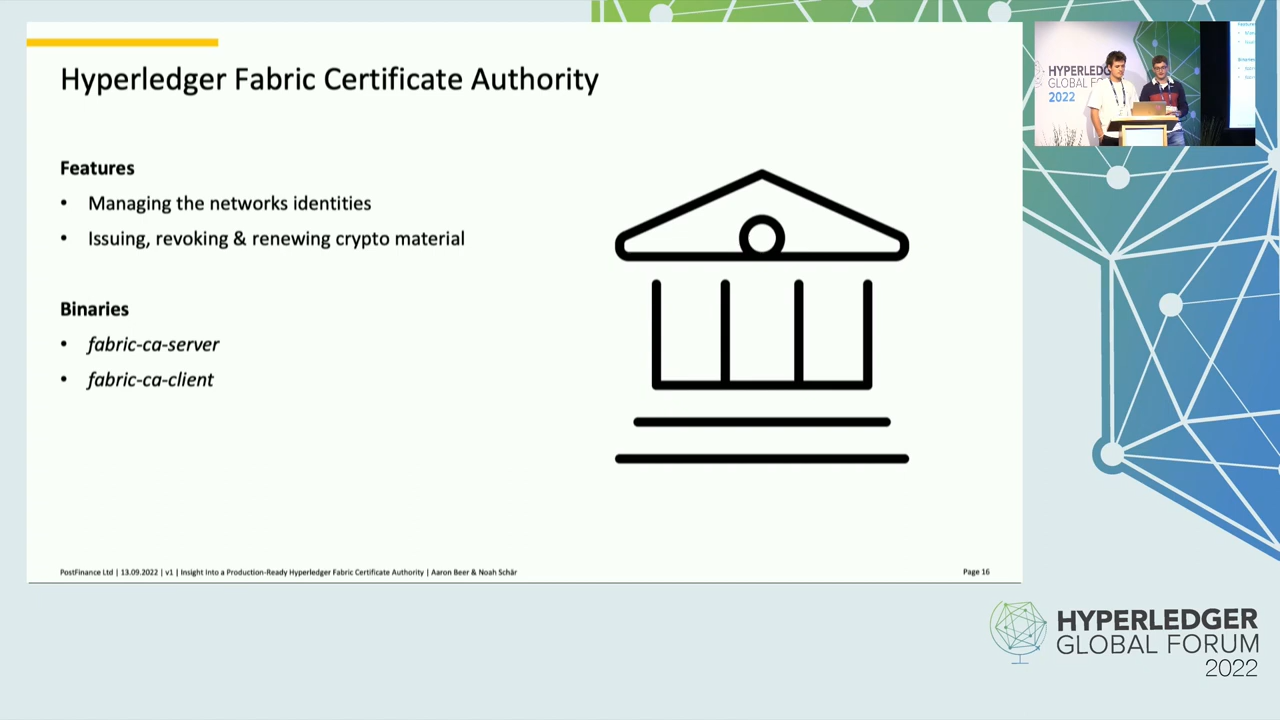 Hyperledger Fabric Certificate Authority
Features
• Managing the networks identities
• Issuing, revoking & renewing crypto material
Binaries
• fabric-ca-server
• fabric-ca-client
PostFinance Ltd | 13.09.2022 | v1 | Insight Into a Production-Ready Hyperledger Fabric Certificate Authority | Aaron Beer & Noah Schär
Page 16
HYPERLEDG
GLOBAL FO
2022
HYPERLEDGER
GLOBAL FORUM
2022